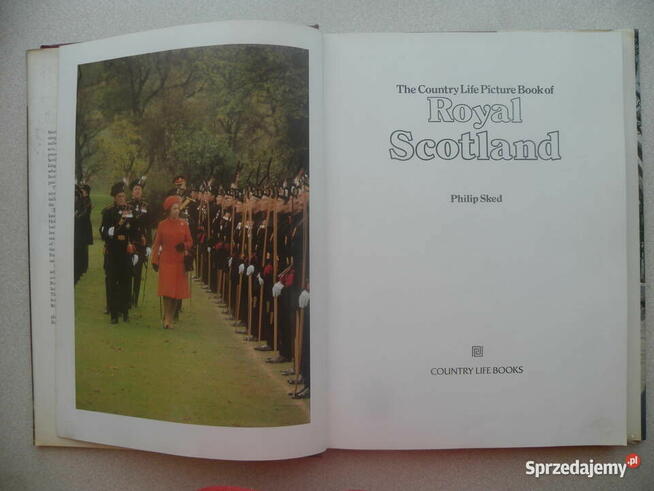 The Country Life Picture Book of
Royal
Scotland
Philip Sked
COUNTRY LIFE BOOKS
Sprzedajemy.pl